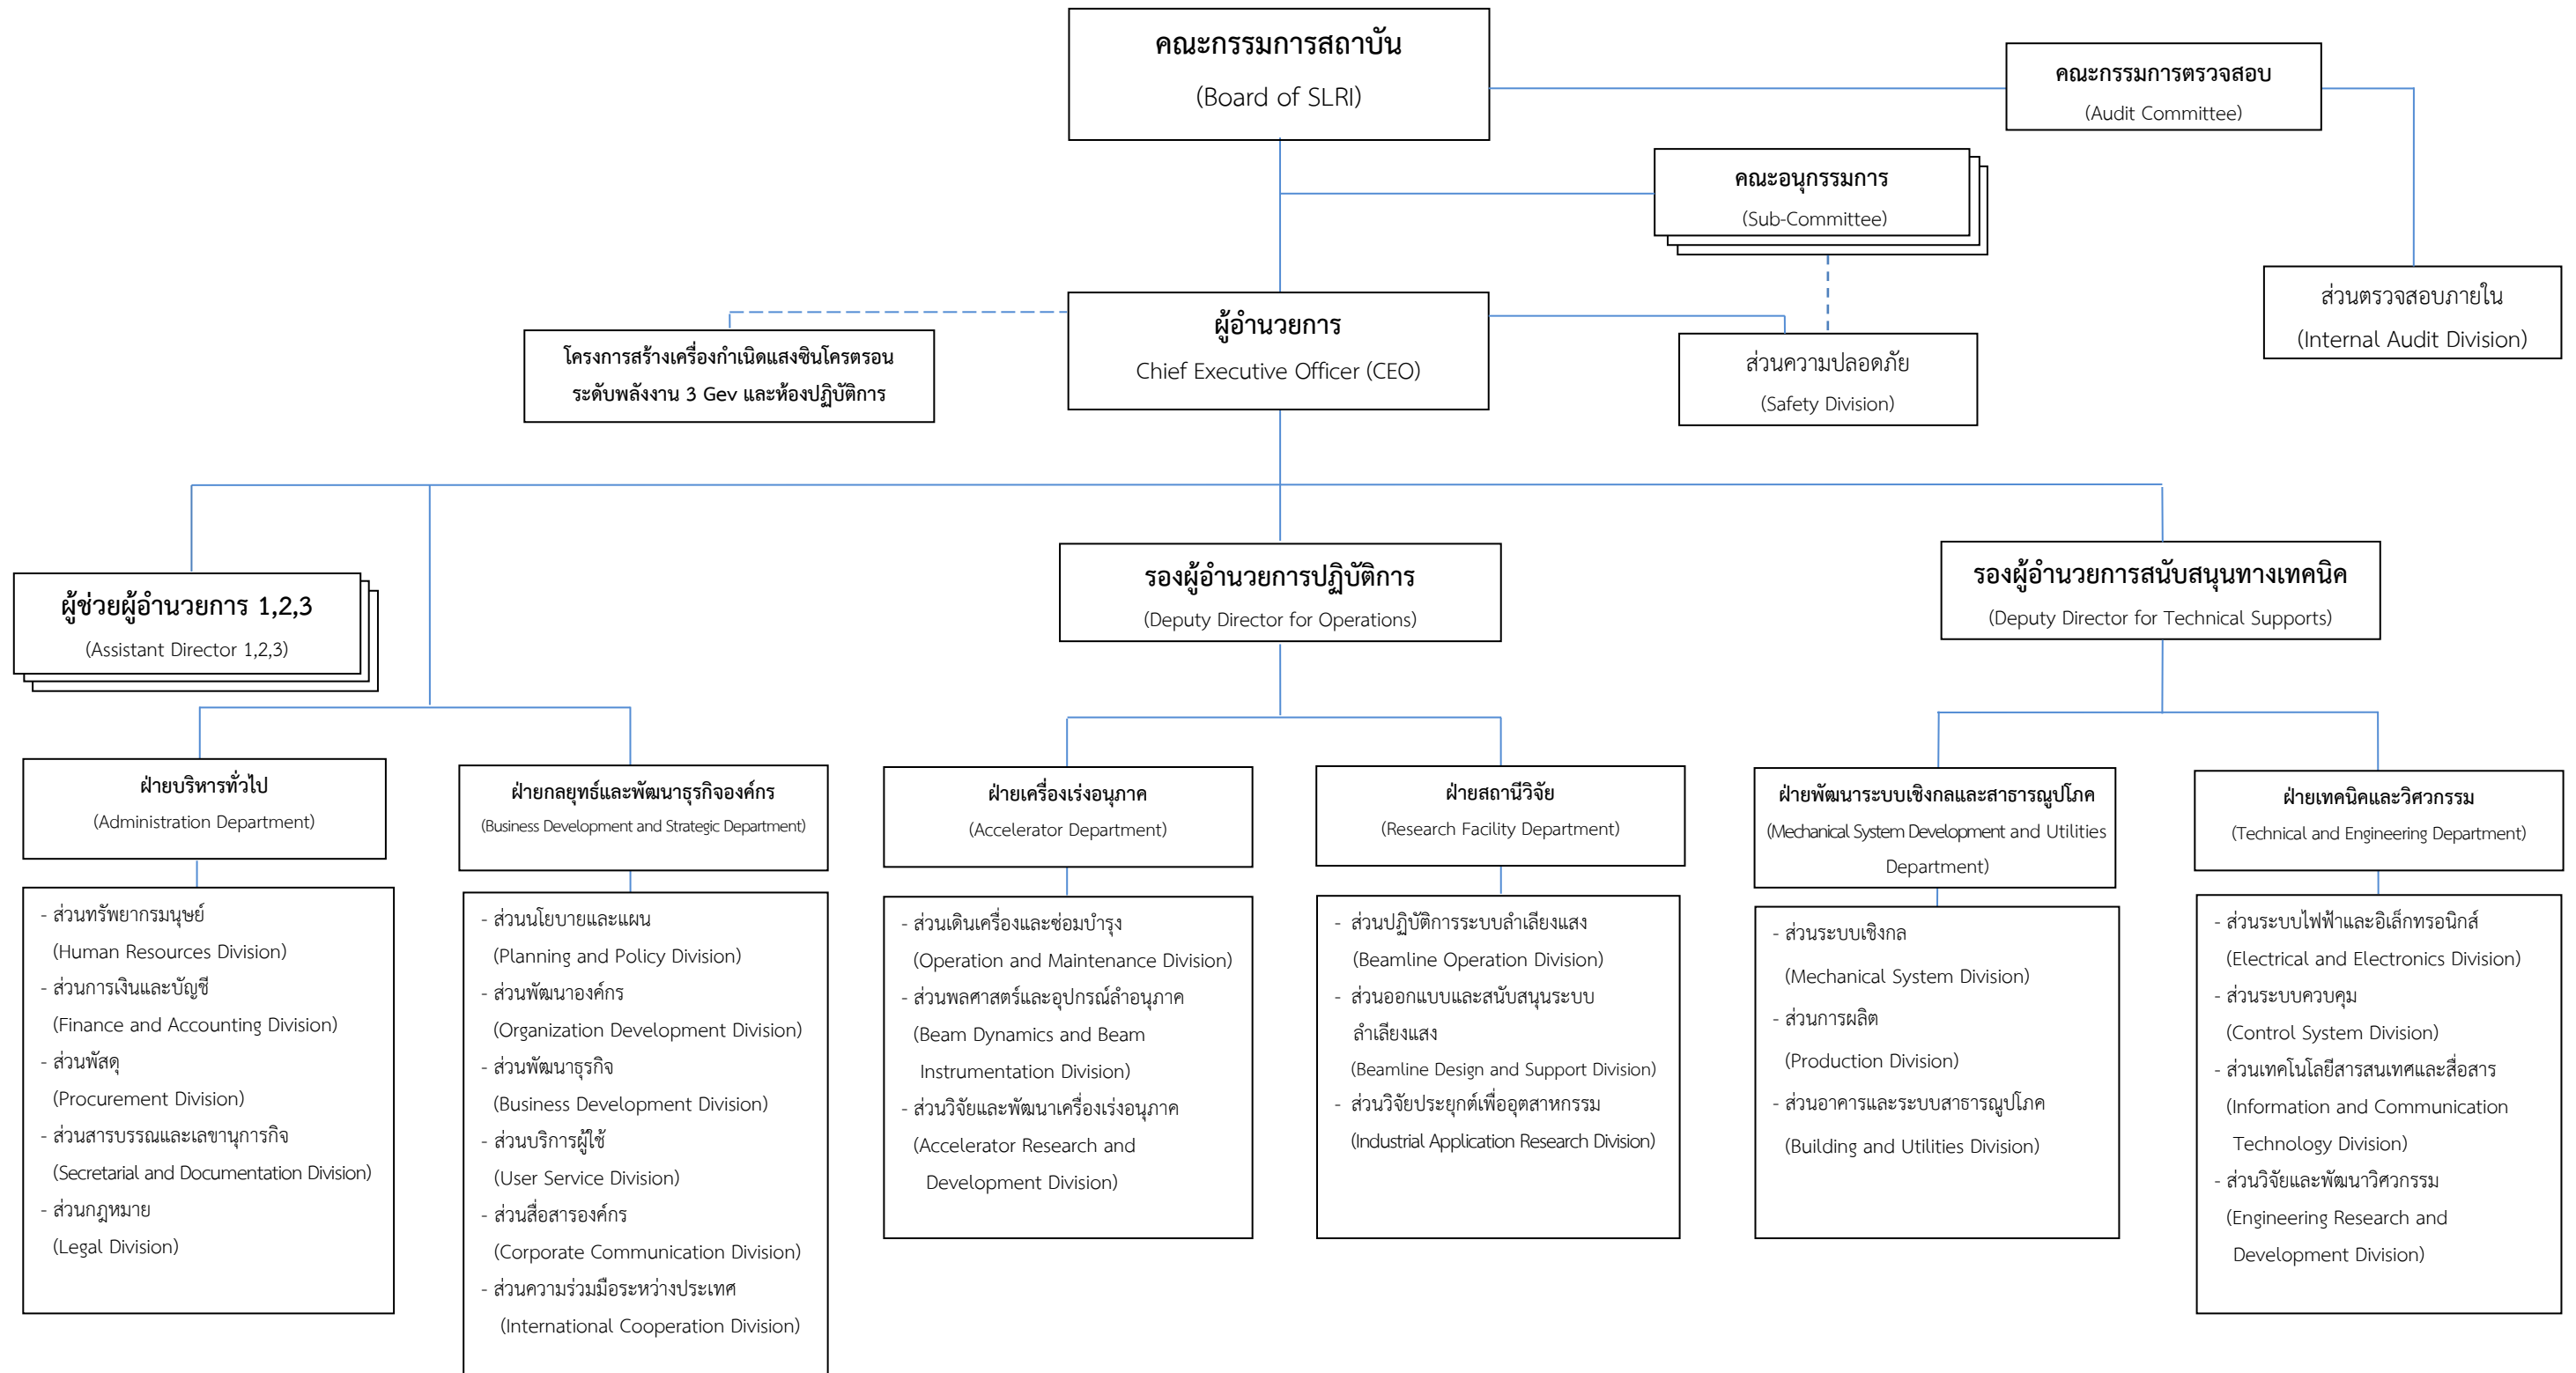 คณะกรรมการสถาบัน
(Board of SLRI)
คณะกรรมการตรวจสอบ
(Audit Committee)
คณะอนุกรรมการ
(Sub-Committee)
ส่วนตรวจสอบภายใน
(Internal Audit Division)
ผู้อำนวยการ
Chief Executive Officer (CEO)
โครงการสร้างเครื่องกำเนิดแสงซินโครตรอน
ระดับพลังงาน 3 Gev และห้องปฏิบัติการ
ส่วนความปลอดภัย
(Safety Division)
ผู้ช่วยผู้อำนวยการ 1,2,3
(Assistant Director 1,2,3)
รองผู้อำนวยการปฏิบัติการ
(Deputy Director for Operations)
รองผู้อำนวยการสนับสนุนทางเทคนิค
(Deputy Director for Technical Supports)
ฝ่ายบริหารทั่วไป
(Administration Department)
ฝ่ายกลยุทธ์และพัฒนาธุรกิจองค์กร
(Business Development and Strategic Department)
ฝ่ายเครื่องเร่งอนุภาค
(Accelerator Department)
ฝ่ายสถานีวิจัย
(Research Facility Department)
ฝ่ายพัฒนาระบบเชิงกลและสาธารณูปโภค
(Mechanical System Development and Utilities
Department)
ฝ่ายเทคนิคและวิศวกรรม
(Technical and Engineering Department)
- ส่วนทรัพยากรมนุษย์
(Human Resources Division)
- ส่วนการเงินและบัญชี
(Finance and Accounting Division)
- ส่วนพัสดุ
(Procurement Division)
- ส่วนสารบรรณและเลขานุการกิจ
(Secretarial and Documentation Division)
- ส่วนกฎหมาย
(Legal Division)
- ส่วนนโยบายและแผน
(Planning and Policy Division)
- ส่วนพัฒนาองค์กร
(Organization Development Division)
- ส่วนพัฒนาธุรกิจ
(Business Development Division)
- ส่วนบริการผู้ใช้
(User Service Division)
- ส่วนสื่อสารองค์กร
(Corporate Communication Division)
- ส่วนความร่วมมือระหว่างประเทศ
(International Cooperation Division)
- ส่วนเดินเครื่องและซ่อมบำรุง
(Operation and Maintenance Division)
- ส่วนพลศาสตร์และอุปกรณ์ลำอนุภาค
(Beam Dynamics and Beam
Instrumentation Division)
- ส่วนวิจัยและพัฒนาเครื่องเร่งอนุภาค
(Accelerator Research and
Development Division)
- ส่วนปฏิบัติการระบบลำเลียงแสง
(Beamline Operation Division)
- ส่วนออกแบบและสนับสนุนระบบ
ลำเลียงแสง
(Beamline Design and Support Division)
- ส่วนวิจัยประยุกต์เพื่ออุตสาหกรรม
(Industrial Application Research Division)
- ส่วนระบบเชิงกล
(Mechanical System Division)
- ส่วนการผลิต
(Production Division)
- ส่วนอาคารและระบบสาธารณูปโภค
(Building and Utilities Division)
- ส่วนระบบไฟฟ้าและอิเล็กทรอนิกส์
(Electrical and Electronics Division)
- ส่วนระบบควบคุม
(Control System Division)
- ส่วนเทคโนโลยีสารสนเทศและสื่อสาร
(Information and Communication
Technology Division)
- ส่วนวิจัยและพัฒนาวิศวกรรม
(Engineering Research and
Development Division)